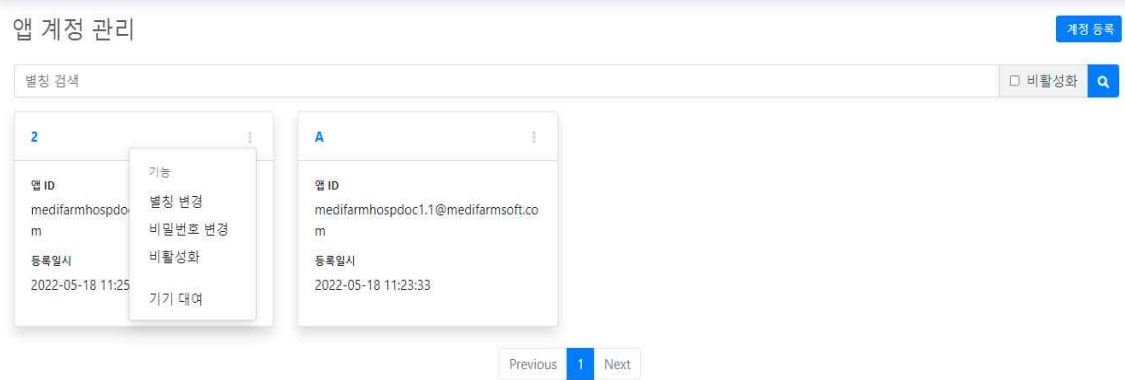 앱 계정 관리
계정 등록
별칭 검색
비활성화
2
기능
별칭 변경
비밀번호 변경
비활성화
기기 대여
앱 ID
medifarmhospdo
m
등록일시
2022-05-18 11:25
A
앱 ID
medifarmhospdoc1.1@medifarmsoft.co
m
등록일시
2022-05-18 11:23:33
Previous 1 Next